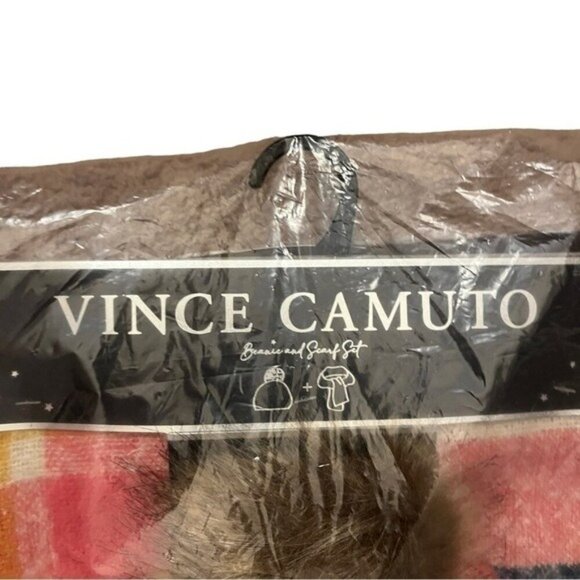 VINCE CAMUTO
Beanie and Scarf Set
+